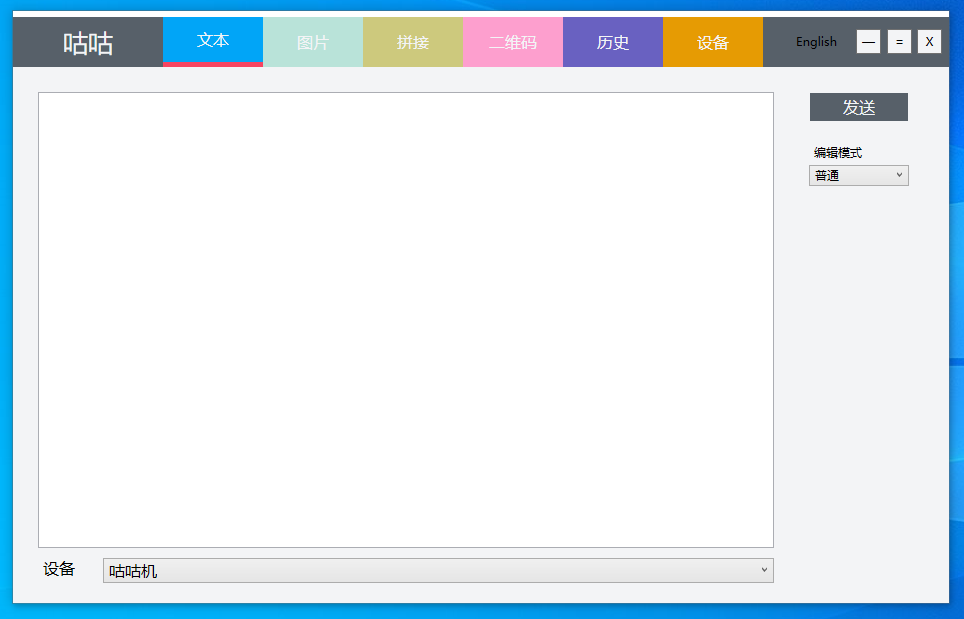 咕咕 文本 图片 拼接 二维码 历史 设备 English — = X
发送
编辑模式
普通
设备 咕咕机